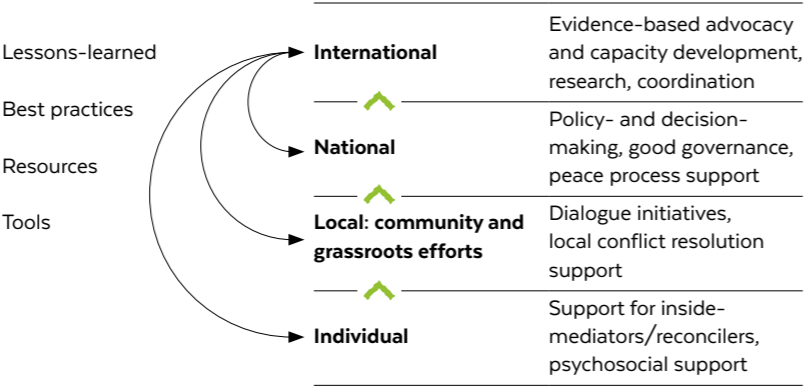 Lessons-learned
Best practices
Resources
Tools
International
Evidence-based advocacy
and capacity development,
research, coordination
National
Policy- and decision-
making, good governance,
peace process support
Local: community and
grassroots efforts
Dialogue initiatives,
local conflict resolution
support
Individual
Support for inside-
mediators/reconcilers,
psychosocial support